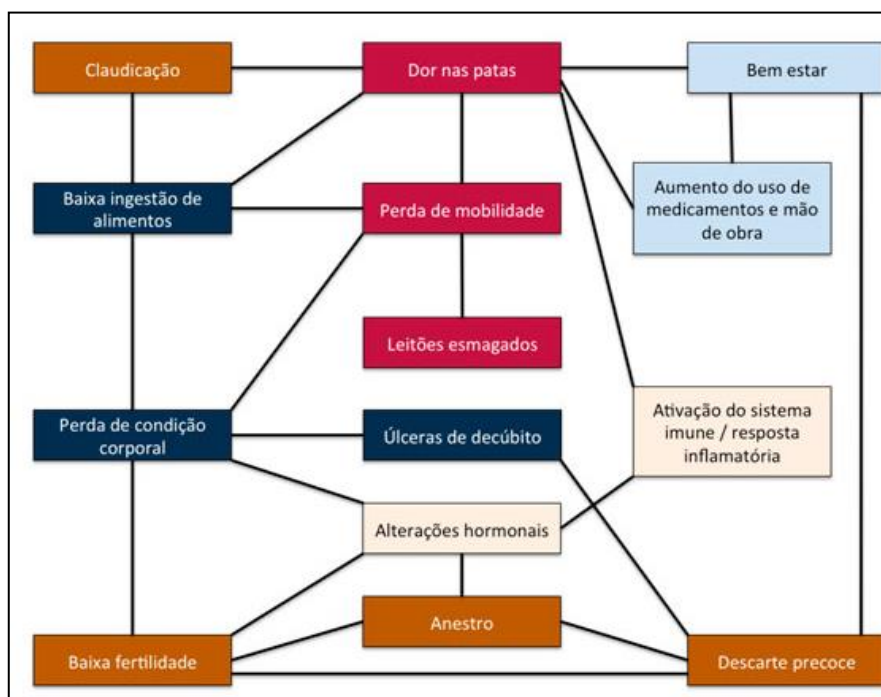 Claudicação
Dor nas patas
Bem estar
Baixa ingestão de
alimentos
Perda de mobilidade
Aumento do uso de
medicamentos e mão
de obra
Leitões esmagados
Perda de condição
corporal
Úlceras de decúbito
Ativação do sistema
imune / resposta
inflamatória
Alterações hormonais
Anestro
Baixa fertilidade
Descarte precoce